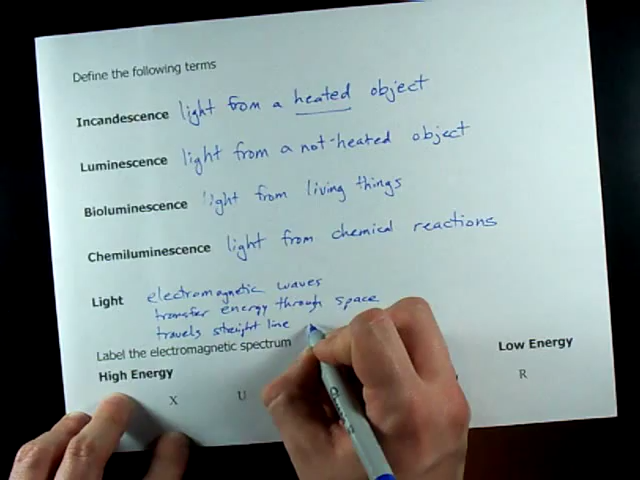 Define the following terms
Incandescence light from a heated object
Luminescence light from a not-heated object
Bioluminescence light from living things
Chemiluminescence light from chemical reactions
Light electromagnetic waves
transfer energy through space
travels straight line
Label the electromagnetic spectrum
High Energy Low Energy
X U R